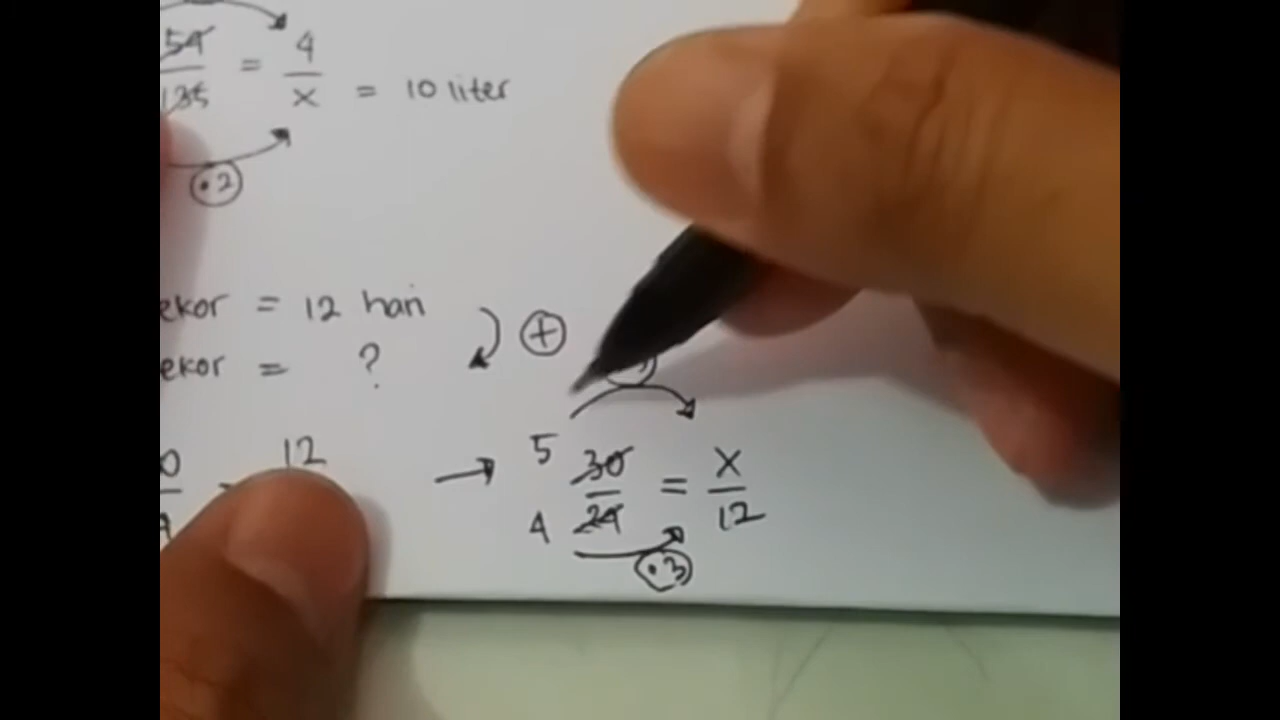 54 4
— = — = 10 liter
135 x
·2
ekor = 12 hari
+
ekor = ?
12
→ 5 30 = x
4 24 12
·3